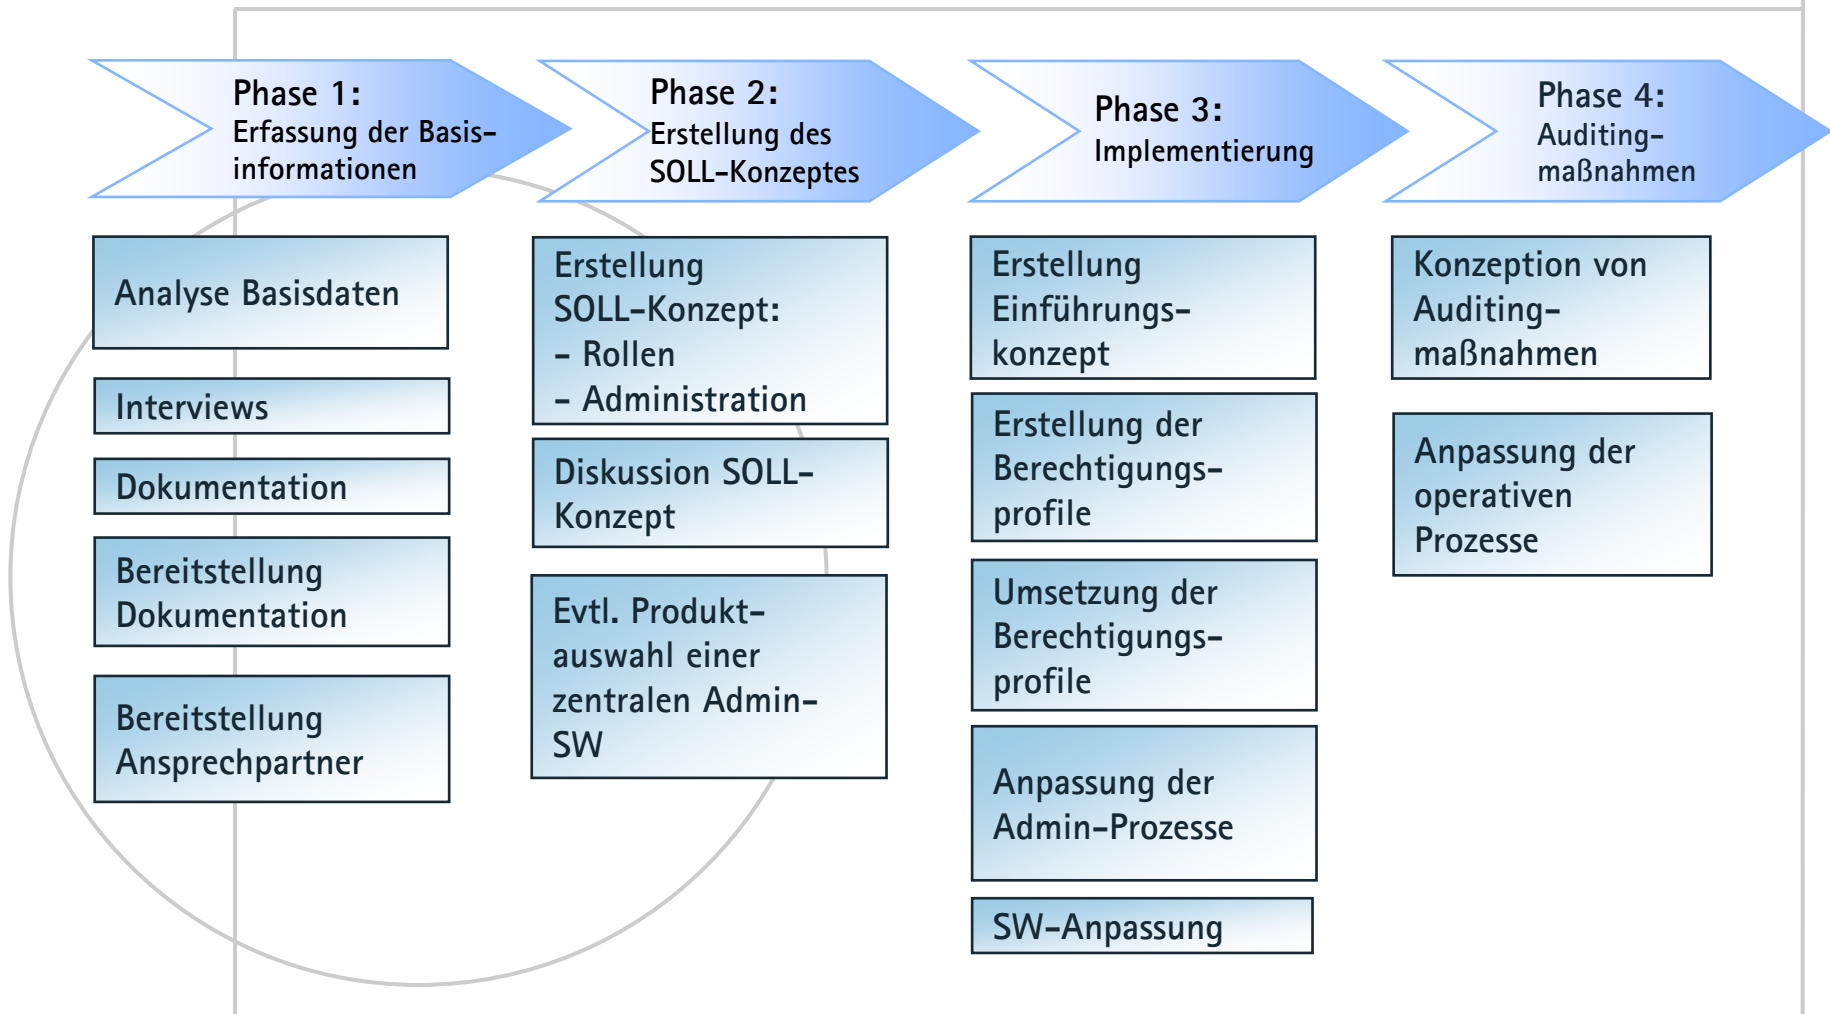 Phase 1:
Erfassung der Basis-
informationen
Phase 2:
Erstellung des
SOLL-Konzeptes
Phase 3:
Implementierung
Phase 4:
Auditing-
maßnahmen
Analyse Basisdaten
Interviews
Dokumentation
Bereitstellung
Dokumentation
Bereitstellung
Ansprechpartner
Erstellung
SOLL-Konzept:
- Rollen
- Administration
Diskussion SOLL-
Konzept
Evtl. Produkt-
auswahl einer
zentralen Admin-
SW
Erstellung
Einführungs-
konzept
Erstellung der
Berechtigungs-
profile
Umsetzung der
Berechtigungs-
profile
Anpassung der
Admin-Prozesse
SW-Anpassung
Konzeption von
Auditing-
maßnahmen
Anpassung der
operativen
Prozesse